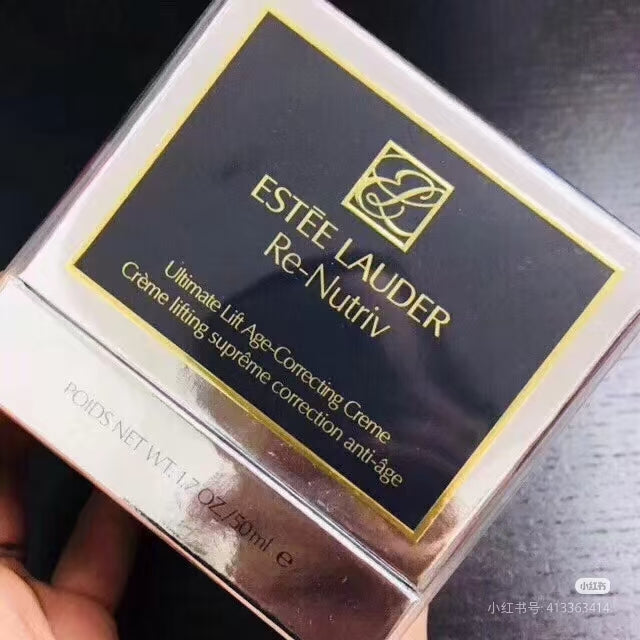 ESTĒE LAUDER
Re-Nutriv
Ultimate Lift Age-Correcting Creme
Crème lifting suprême correction anti-âge
POIDS NET WT. 1.7 OZ./50ml e
小红书
小红书号 413363414